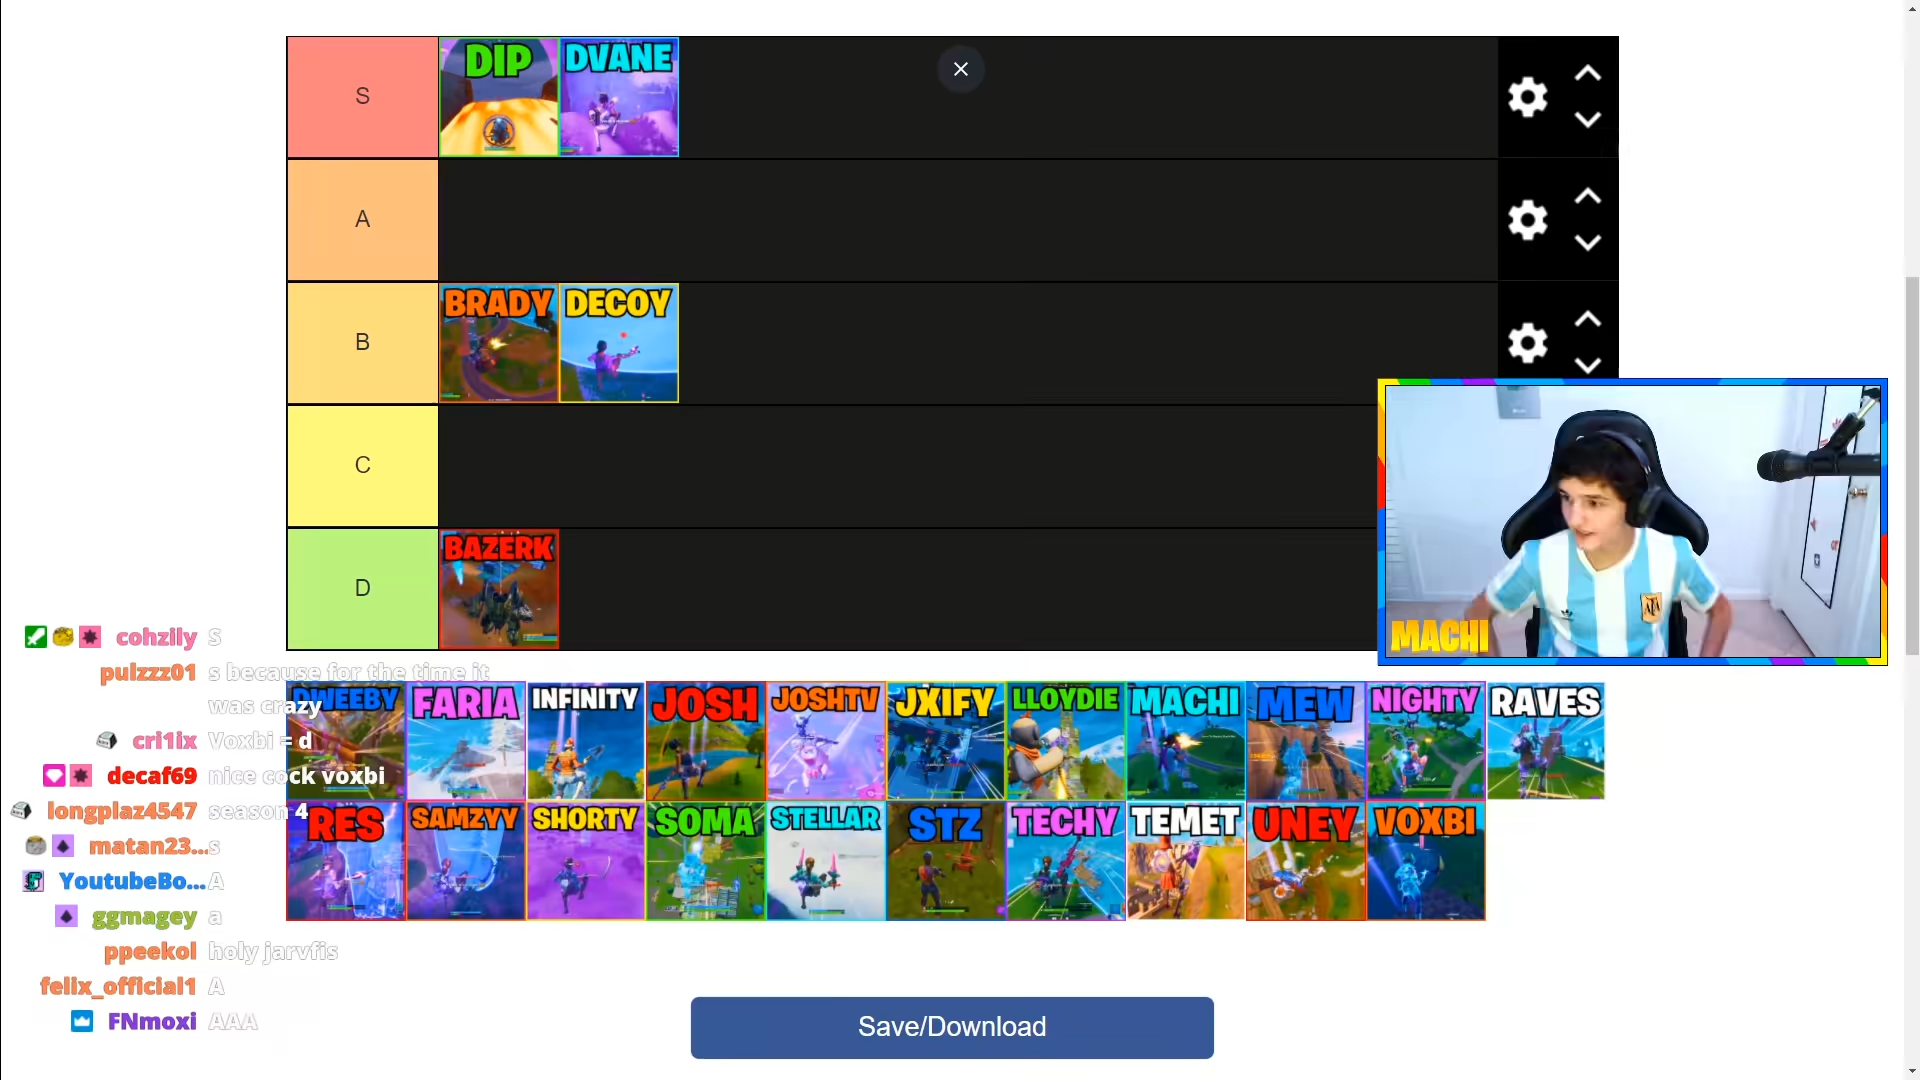 S
DIP
DVANE
A
B
BRADY
DECOY
C
D
BAZERK
MACHI
cohzily S
pulzzz01 s because for the time it
was crazy
cri1ix Voxbi = d
decaf69 nice cock voxbi
longplaz4547 season 4
matan23... s
YoutubeBo... A
ggmagey a
ppeekol holy jarvfis
felix_official1 A
FNmoxi AAA
DWEEBY
FARIA
INFINITY
JOSH
JOSHTV
JXIFY
LLOYDIE
MACHI
MEW
NIGHTY
RAVES
RES
SAMZYY
SHORTY
SOMA
STELLAR
STZ
TECHY
TEMET
UNEY
VOXBI
Save/Download